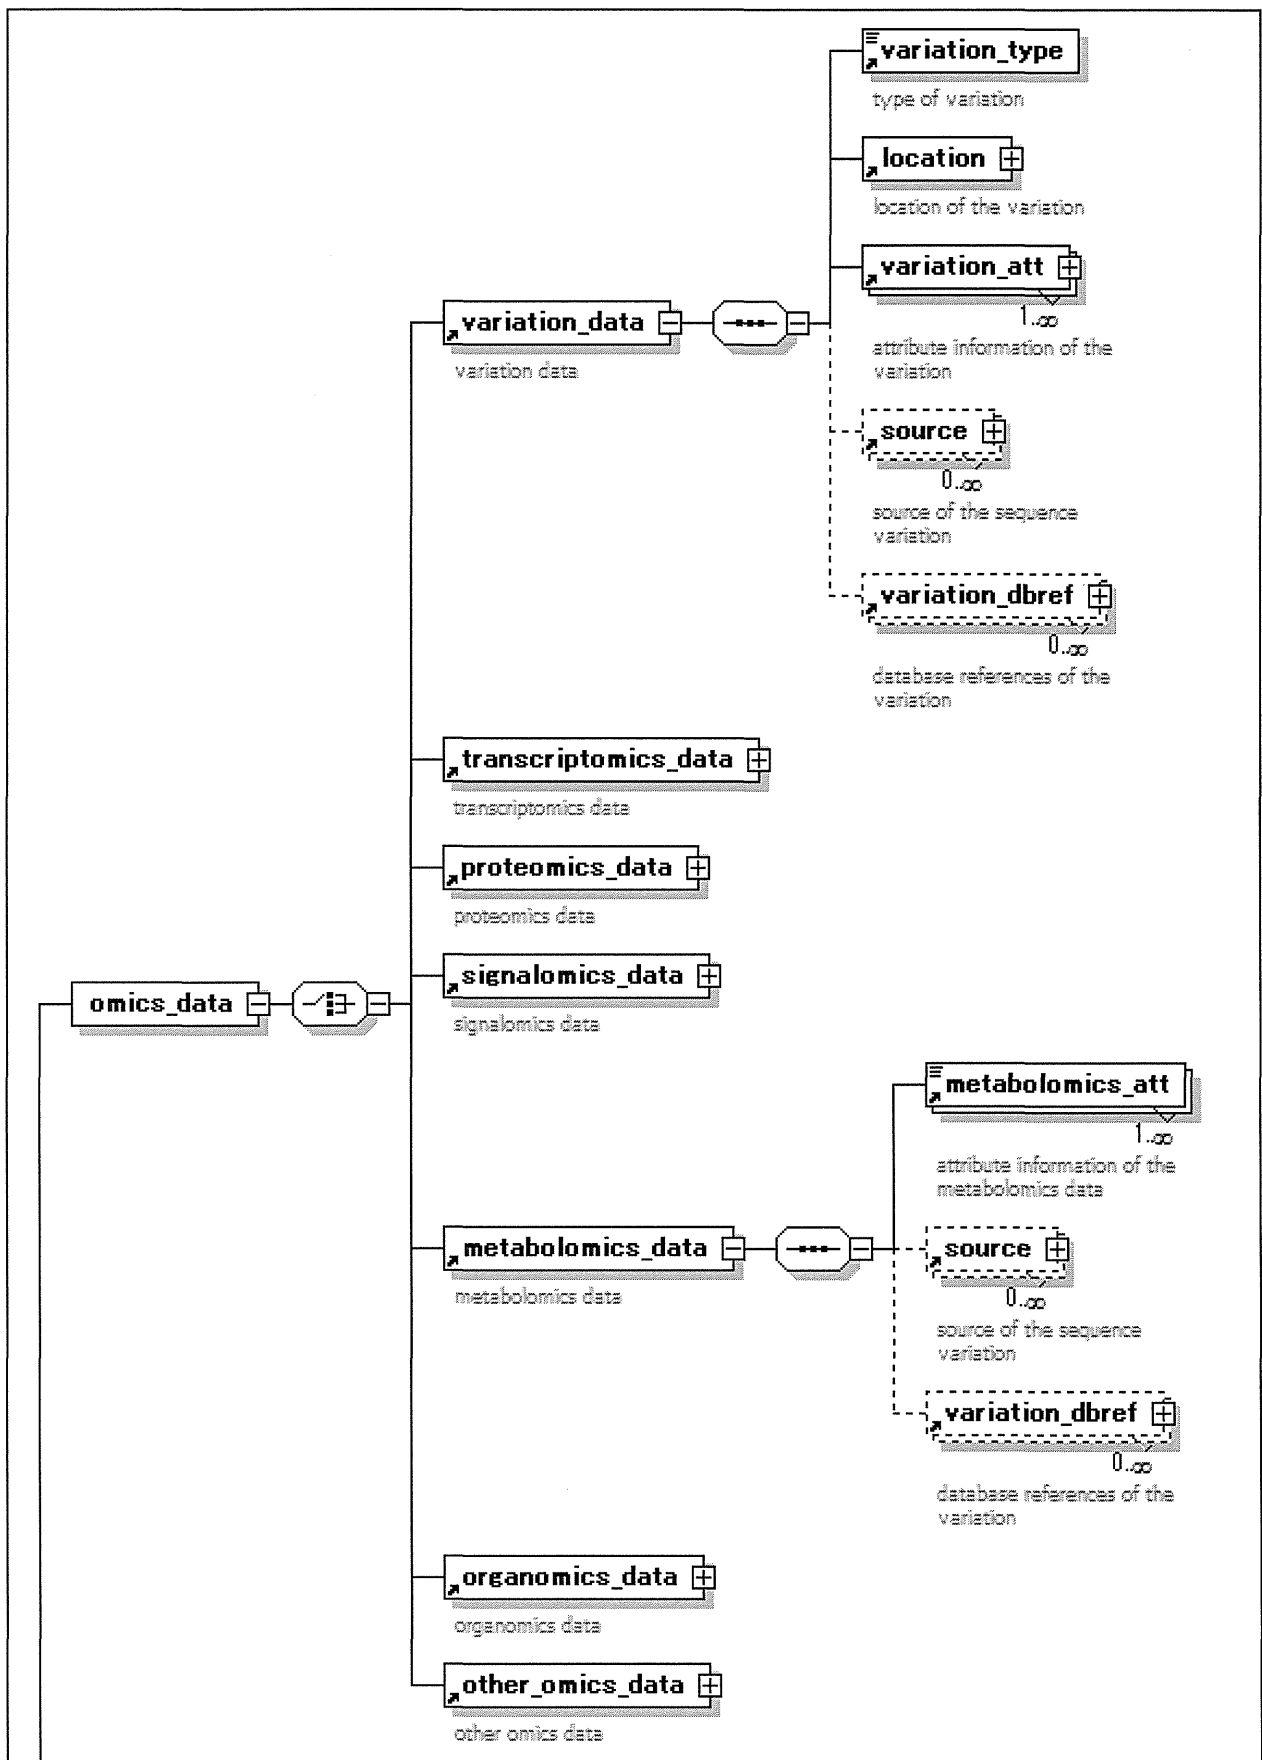 variation_type
type of variation
location
location of the variation
variation_att
1..∞
attribute information of the
variation
variation_data
variation data
source
0..∞
source of the sequence
variation
variation_dbref
0..∞
database references of the
variation
transcriptomics_data
transcriptomics data
proteomics_data
proteomics data
signalomics_data
signalomics data
omics_data
metabolomics_att
1..∞
attribute information of the
metabolomics data
metabolomics_data
metabolomics data
source
0..∞
source of the sequence
variation
variation_dbref
0..∞
database references of the
variation
organomics_data
organomics data
other_omics_data
other omics data